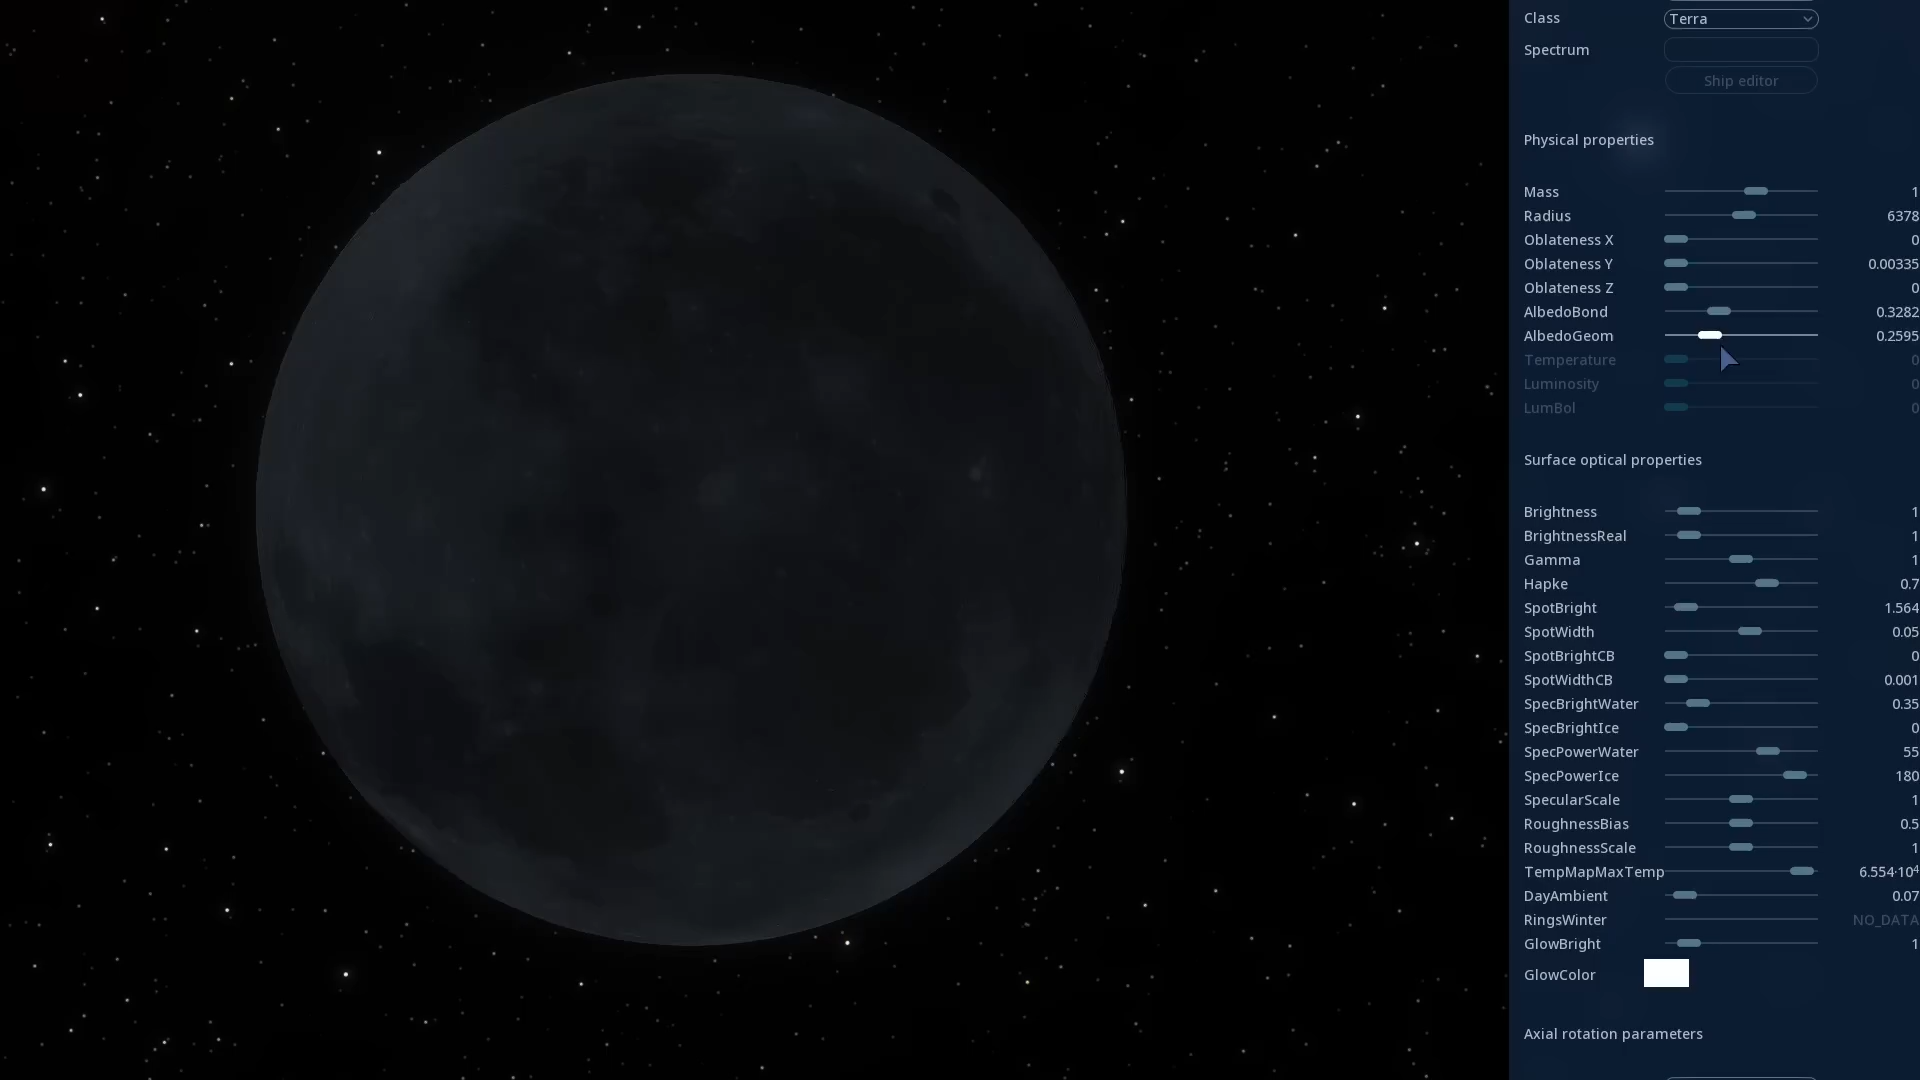 Class Terra
Spectrum
Ship editor
Physical properties
Mass 1
Radius 6378
Oblateness X 0
Oblateness Y 0.00335
Oblateness Z 0
AlbedoBond 0.3282
AlbedoGeom 0.2595
Temperature 0
Luminosity 0
LumBol 0
Surface optical properties
Brightness 1
BrightnessReal 1
Gamma 1
Hapke 0.7
SpotBright 1.564
SpotWidth 0.05
SpotBrightCB 0
SpotWidthCB 0.001
SpecBrightWater 0.35
SpecBrightIce 0
SpecPowerWater 55
SpecPowerIce 180
SpecularScale 1
RoughnessBias 0.5
RoughnessScale 1
TempMapMaxTemp 6.554·10⁴
DayAmbient 0.07
RingsWinter NO_DATA
GlowBright 1
GlowColor
Axial rotation parameters